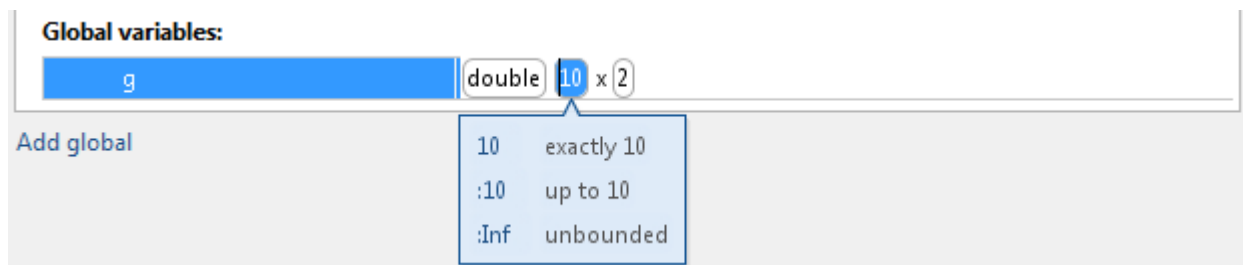 Global variables:
g double 10 x 2
Add global
10 exactly 10
:10 up to 10
:Inf unbounded